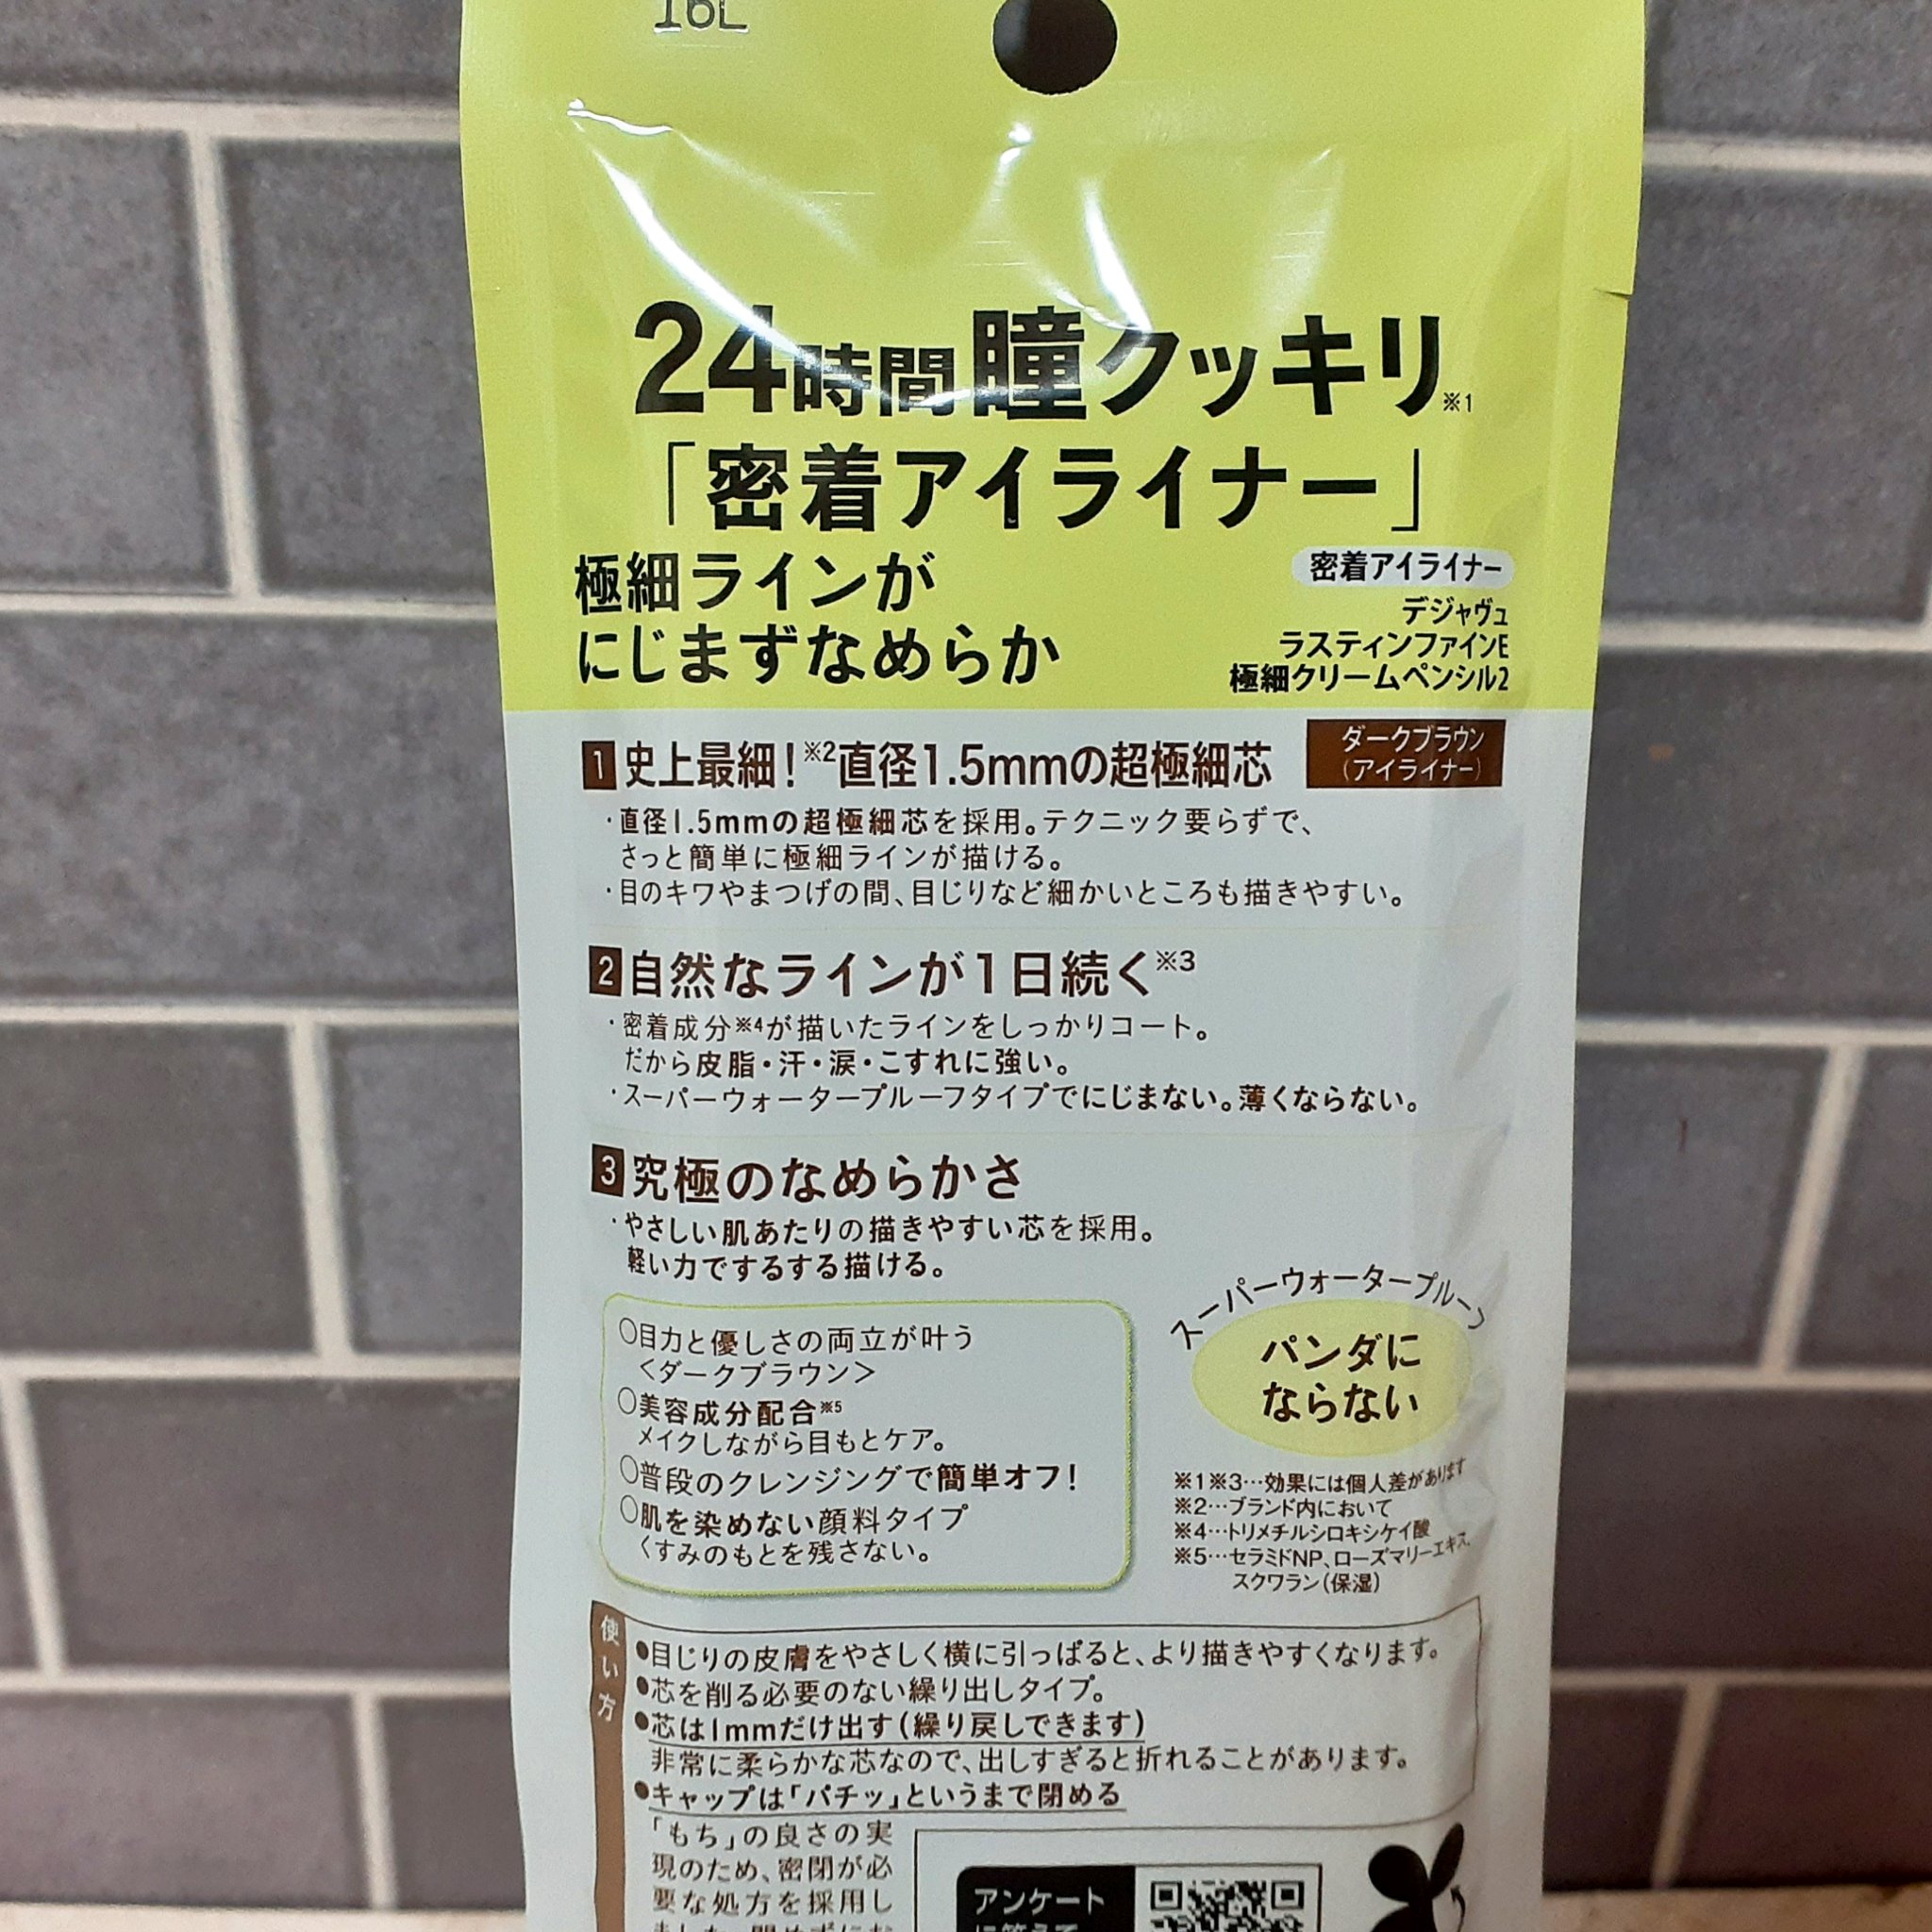 16L
24時間瞳クッキリ※1
「密着アイライナー」
極細ラインが
にじまずなめらか
密着アイライナー
デジャヴュ
ラスティンファインE
極細クリームペンシル2
ダークブラウン
(アイライナー)
1 史上最細!※2直径1.5mmの超極細芯
・直径1.5mmの超極細芯を採用。テクニック要らずで、
さっと簡単に極細ラインが描ける。
・目のキワやまつげの間、目じりなど細かいところも描きやすい。
2 自然なラインが1日続く※3
・密着成分※4が描いたラインをしっかりコート。
だから皮脂・汗・涙・こすれに強い。
・スーパーウォータープルーフタイプでにじまない。薄くならない。
3 究極のなめらかさ
・やさしい肌あたりの描きやすい芯を採用。
軽い力でするする描ける。
○目力と優しさの両立が叶う
<ダークブラウン>
○美容成分配合※5
メイクしながら目もとケア。
○普段のクレンジングで簡単オフ!
○肌を染めない顔料タイプ
くすみのもとを残さない。
スーパーウォータープルーフ
パンダに
ならない
※1※3…効果には個人差があります
※2…ブランド内において
※4…トリメチルシロキシケイ酸
※5…セラミドNP、ローズマリーエキス、
スクワラン(保湿)
使い方
●目じりの皮膚をやさしく横に引っぱると、より描きやすくなります。
●芯を削る必要のない繰り出しタイプ。
●芯は1mmだけ出す(繰り戻しできます)
非常に柔らかな芯なので、出しすぎると折れることがあります。
●キャップは「パチッ」というまで閉める
「もち」の良さの実
現のため、密閉が必
要な処方を採用し
アンケート